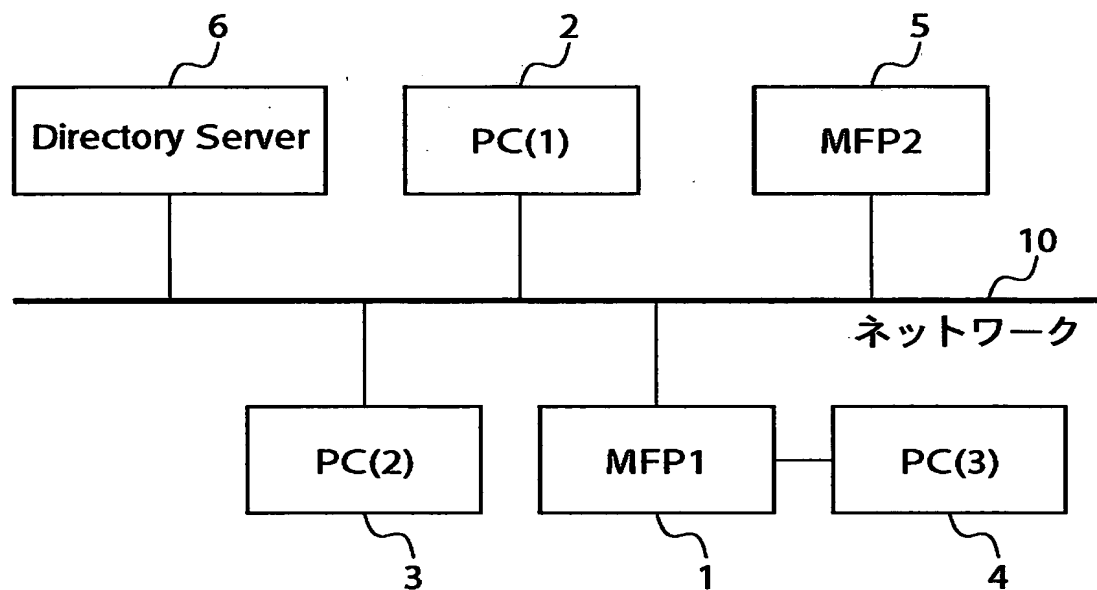 6
2
5
Directory Server
PC(1)
MFP2
10
ネットワーク
PC(2)
MFP1
PC(3)
3
1
4